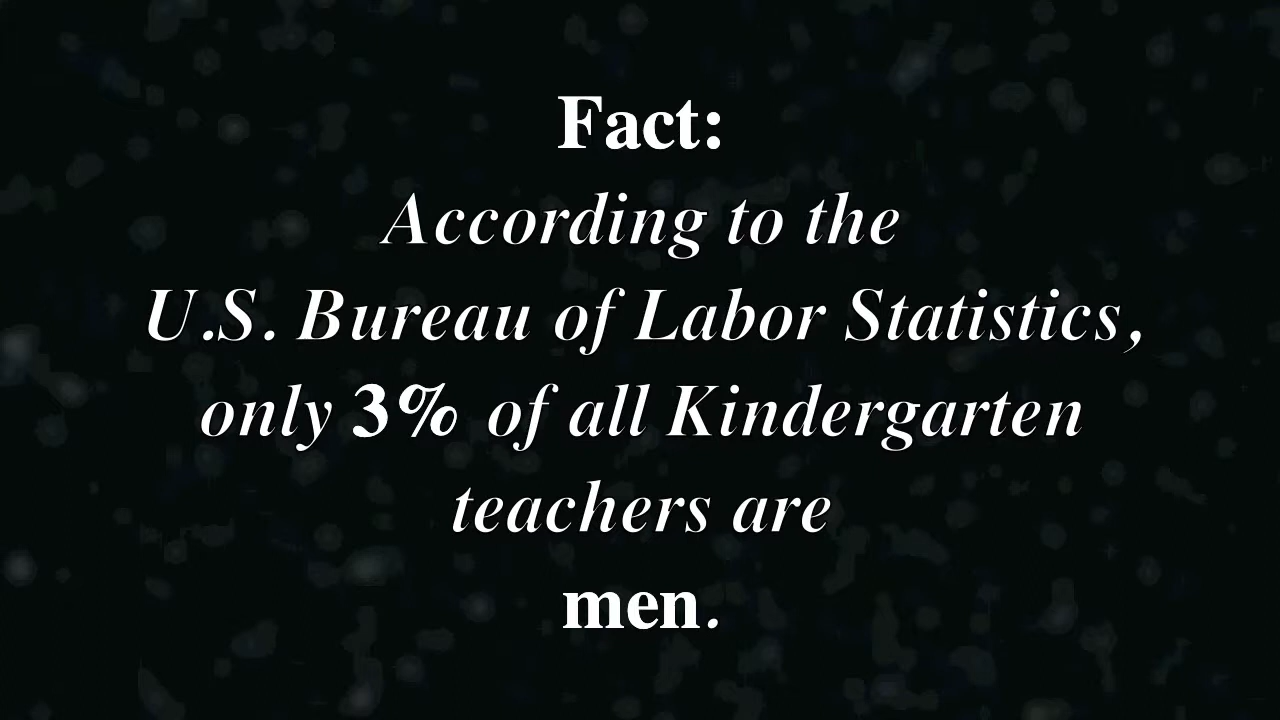 Fact:
According to the
U.S. Bureau of Labor Statistics,
only 3% of all Kindergarten
teachers are
men.